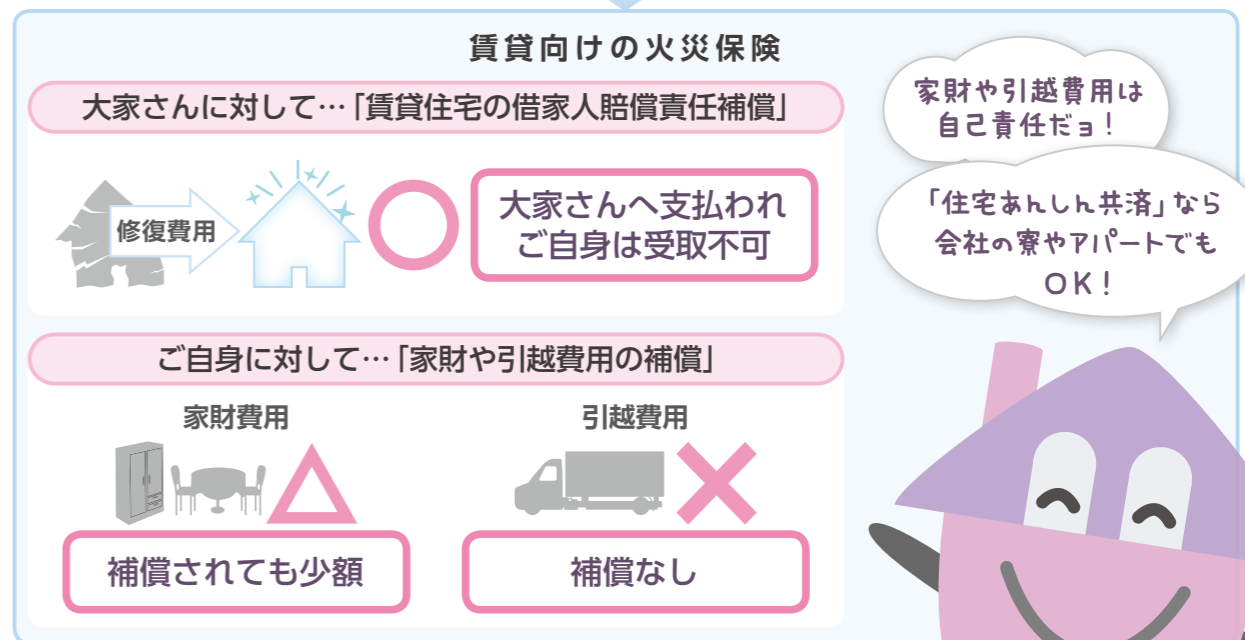 賃貸向けの火災保険
大家さんに対して…「賃貸住宅の借家人賠償責任補償」
修復費用
大家さんへ支払われ
ご自身は受取不可
ご自身に対して…「家財や引越費用の補償」
家財費用
引越費用
補償されても少額
補償なし
家財や引越費用は
自己責任だョ！
「住宅あんしん共済」なら
会社の寮やアパートでも
OK！